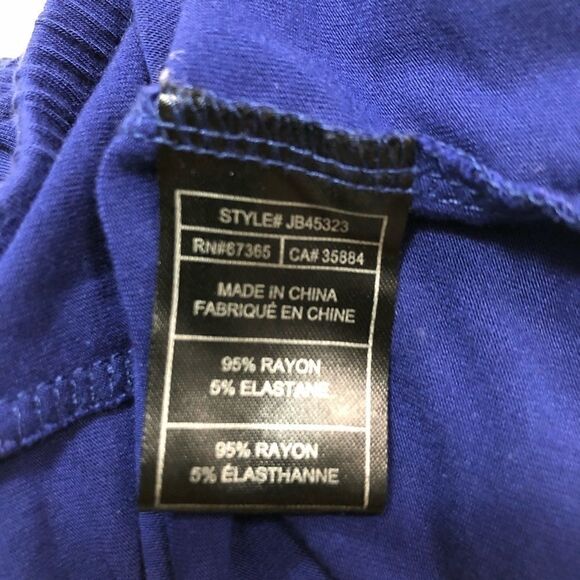 STYLE# JB45323
RN#87365 CA# 35884
MADE IN CHINA
FABRIQUÉ EN CHINE
95% RAYON
5% ELASTANE
95% RAYON
5% ÉLASTHANNE